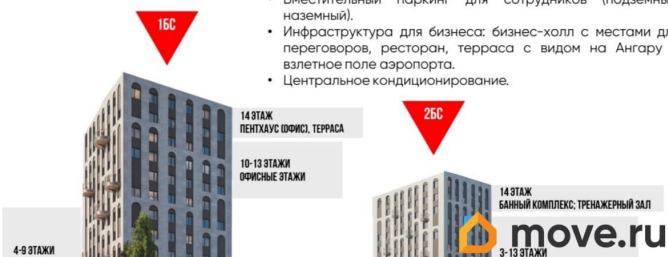 1БС
• Вместительный паркинг для сотрудников (подземный
наземный).
• Инфраструктура для бизнеса: бизнес-холл с местами дл
переговоров, ресторан, терраса с видом на Ангару
взлетное поле аэропорта.
• Центральное кондиционирование.
2БС
14 ЭТАЖ
ПЕНТХАУС (ОФИС), ТЕРРАСА
10-13 ЭТАЖИ
ОФИСНЫЕ ЭТАЖИ
14 ЭТАЖ
БАННЫЙ КОМПЛЕКС; ТРЕНАЖЕРНЫЙ ЗАЛ
4-9 ЭТАЖИ
3-13 ЭТАЖИ
move.ru